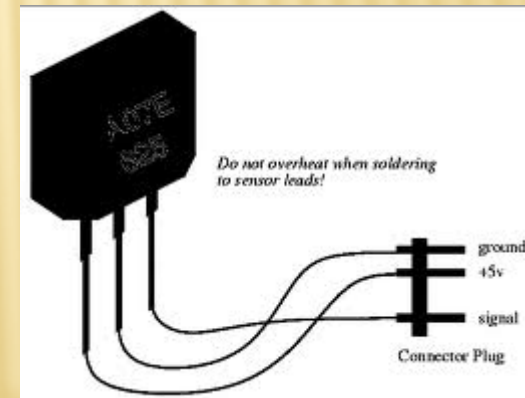 Do not overheat when soldering
to sensor leads!
ground
+5v
signal
Connector Plug